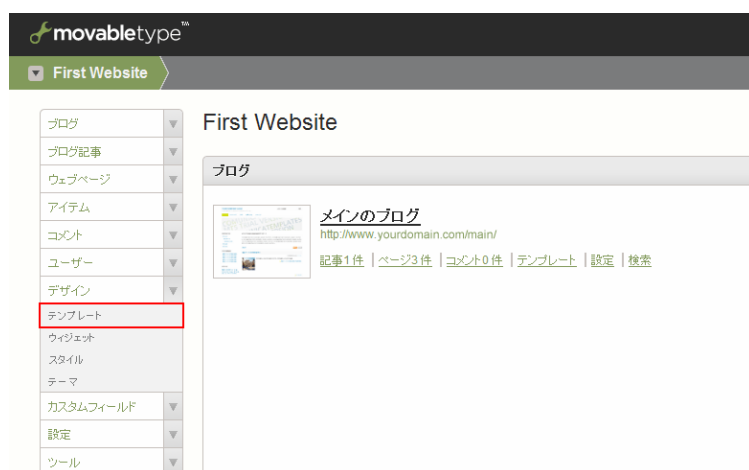 movabletype™
First Website
ブログ
ブログ記事
ウェブページ
アイテム
コメント
ユーザー
デザイン
テンプレート
ウィジェット
スタイル
テーマ
カスタムフィールド
設定
ツール
First Website
ブログ
メインのブログ
http://www.yourdomain.com/main/
記事1件 | ページ3件 | コメント0件 | テンプレート | 設定 | 検索